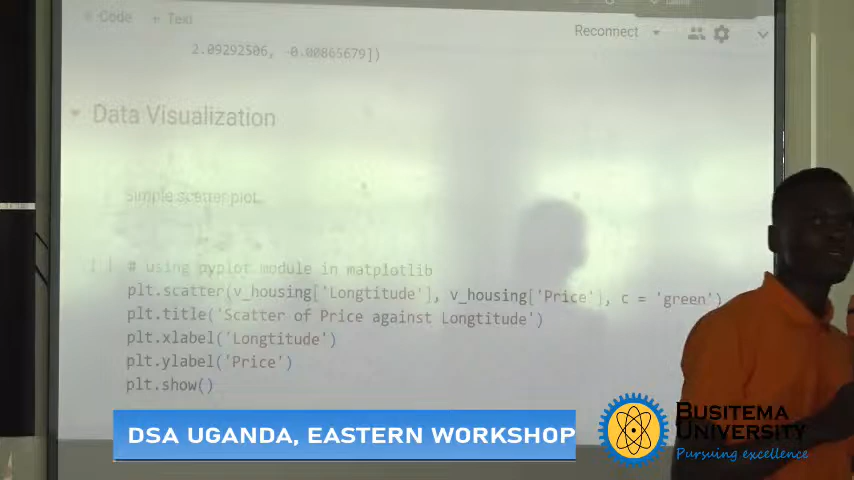 Code + Text
Reconnect
2.09292506, -0.00865679])
Data Visualization
Simple scatter plot
[ ] # using pyplot module in matplotlib
plt.scatter(v_housing['Longtitude'], v_housing['Price'], c = 'green')
plt.title('Scatter of Price against Longtitude')
plt.xlabel('Longtitude')
plt.ylabel('Price')
plt.show()
DSA UGANDA, EASTERN WORKSHOP
BUSITEMA
UNIVERSITY
Pursuing excellence